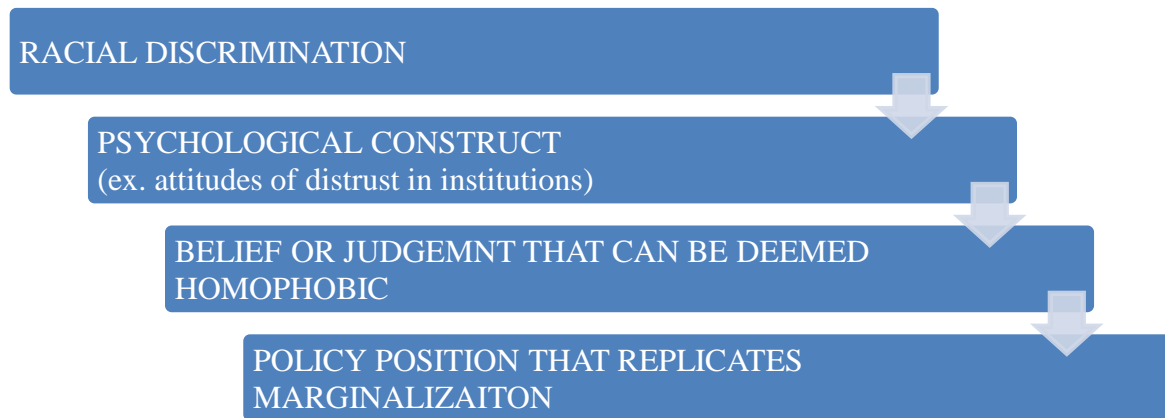 RACIAL DISCRIMINATION
PSYCHOLOGICAL CONSTRUCT
(ex. attitudes of distrust in institutions)
BELIEF OR JUDGEMNT THAT CAN BE DEEMED
HOMOPHOBIC
POLICY POSITION THAT REPLICATES
MARGINALIZAITON